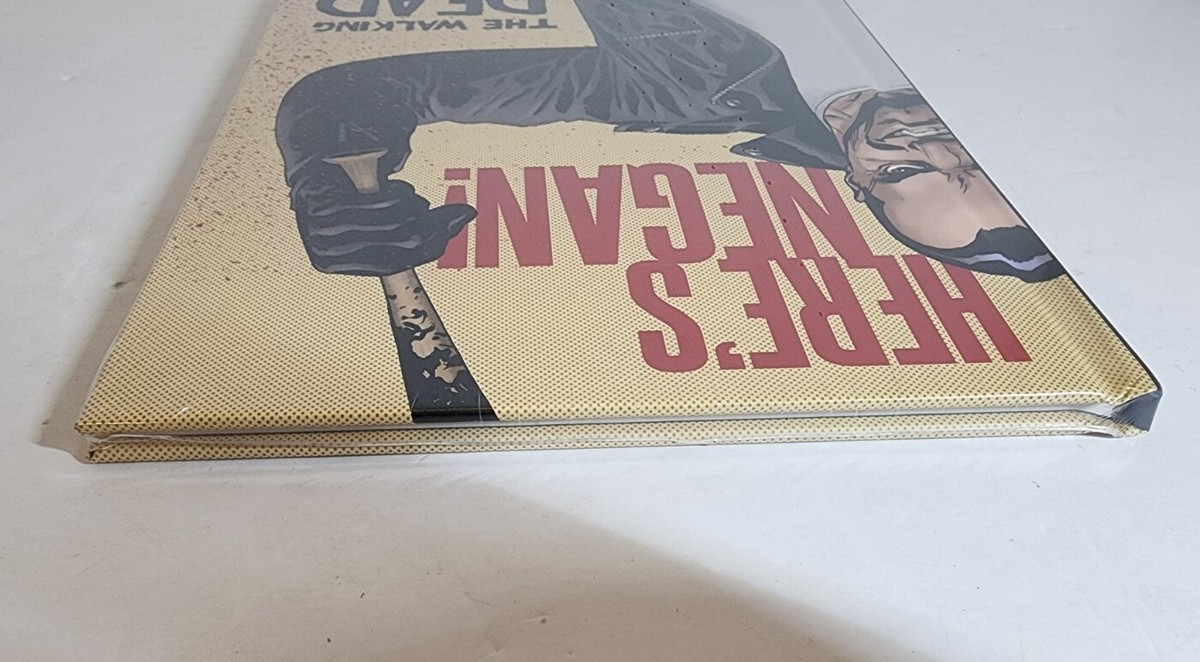 HERE'S
NEGAN!
THE WALKING
DEAD